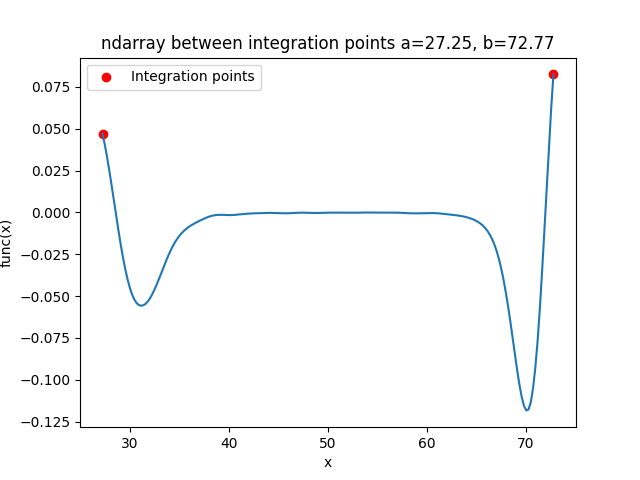 ndarray between integration points a=27.25, b=72.77
Integration points
0.075
0.050
0.025
0.000
−0.025
−0.050
−0.075
−0.100
−0.125
func(x)
30 40 50 60 70
x